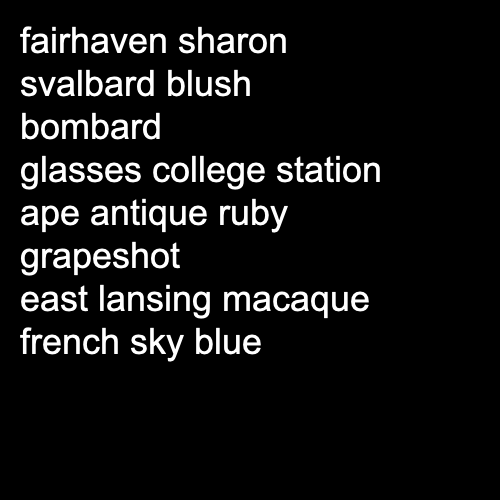 fairhaven sharon
svalbard blush
bombard
glasses college station
ape antique ruby
grapeshot
east lansing macaque
french sky blue